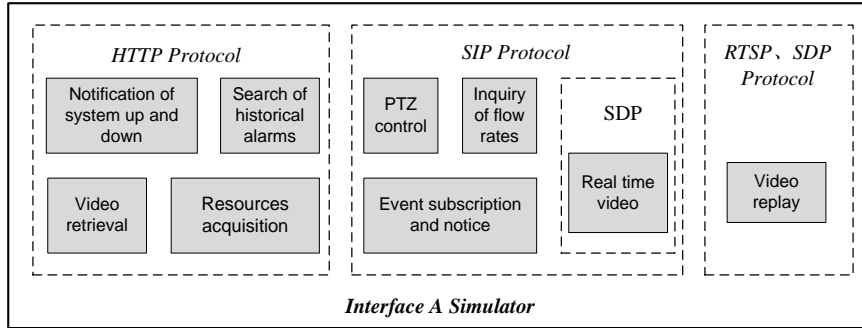 HTTP Protocol
Notification of
system up and
down
Search of
historical
alarms
Video
retrieval
Resources
acquisition
SIP Protocol
PTZ
control
Inquiry
of flow
rates
Event subscription
and notice
SDP
Real time
video
RTSP、SDP
Protocol
Video
replay
Interface A Simulator